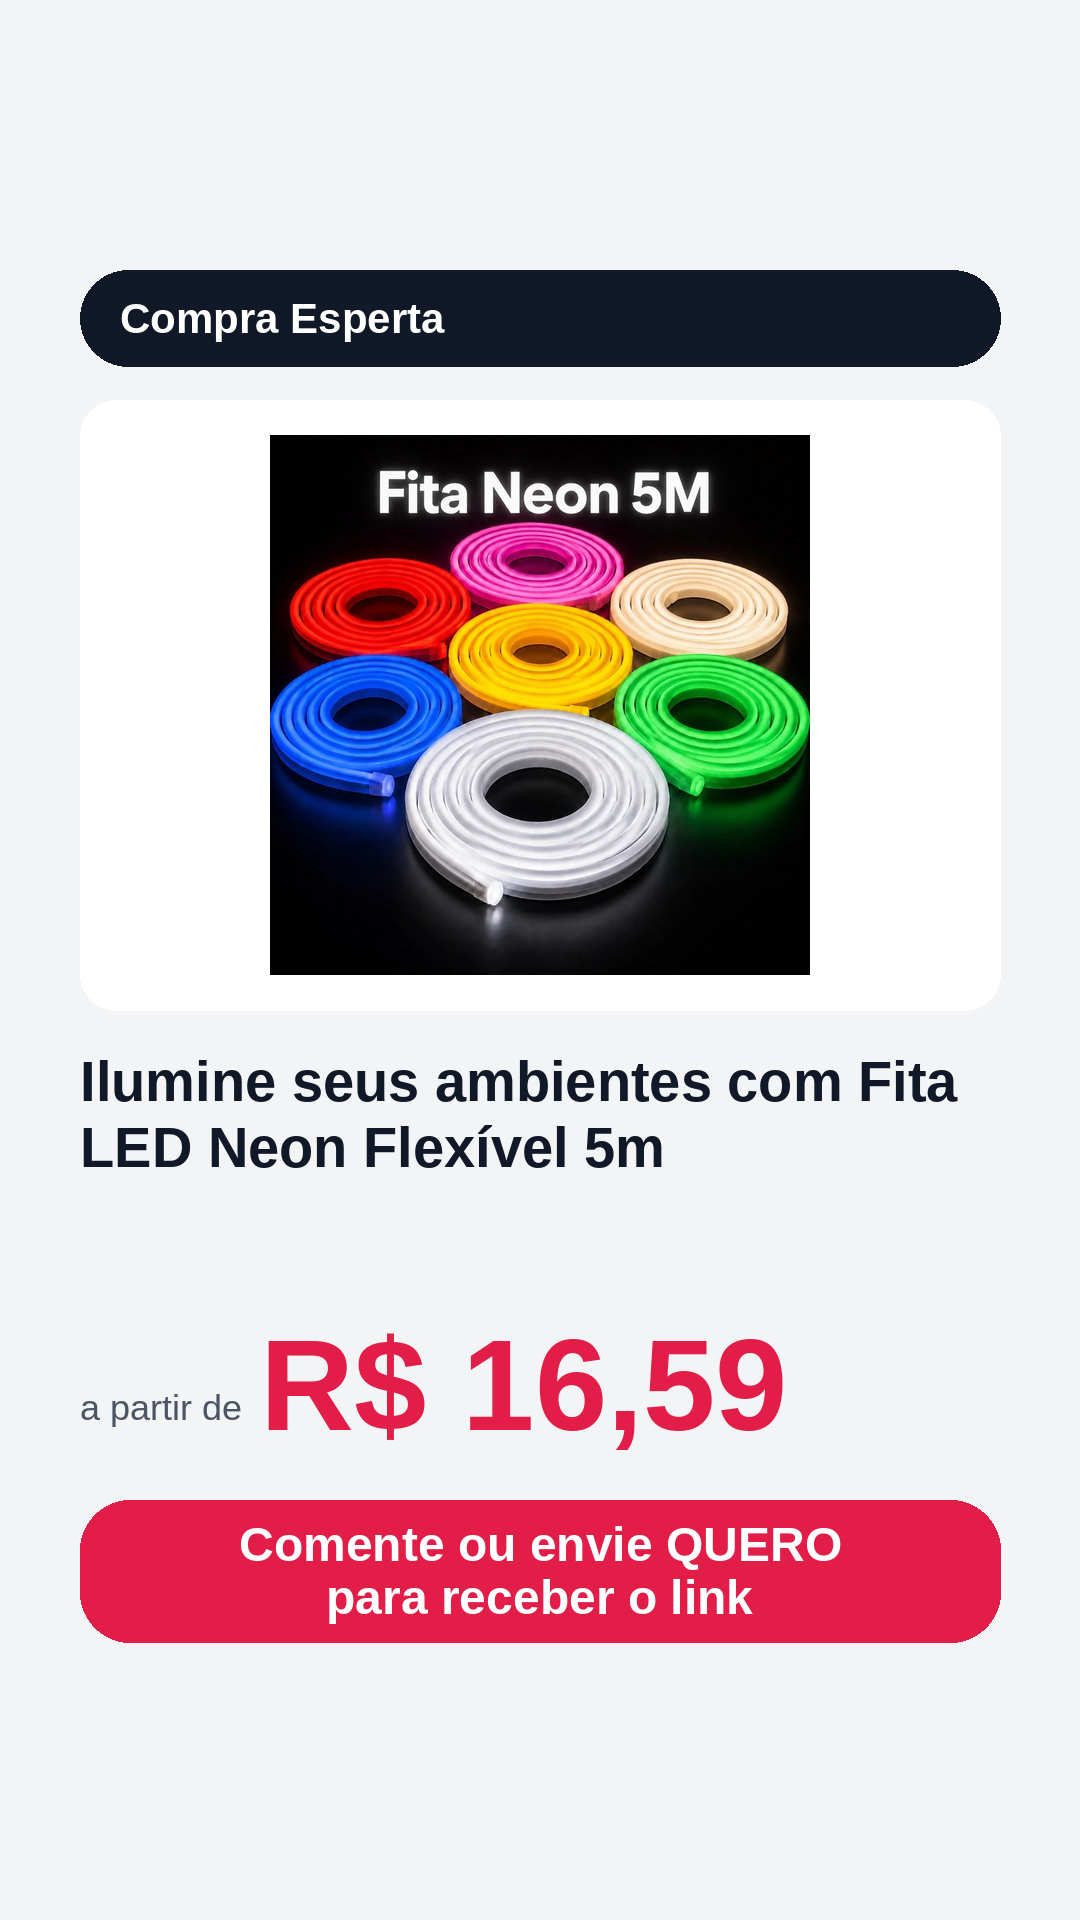 Compra Esperta
Fita Neon 5M
Ilumine seus ambientes com Fita
LED Neon Flexível 5m
a partir de R$ 16,59
Comente ou envie QUERO
para receber o link